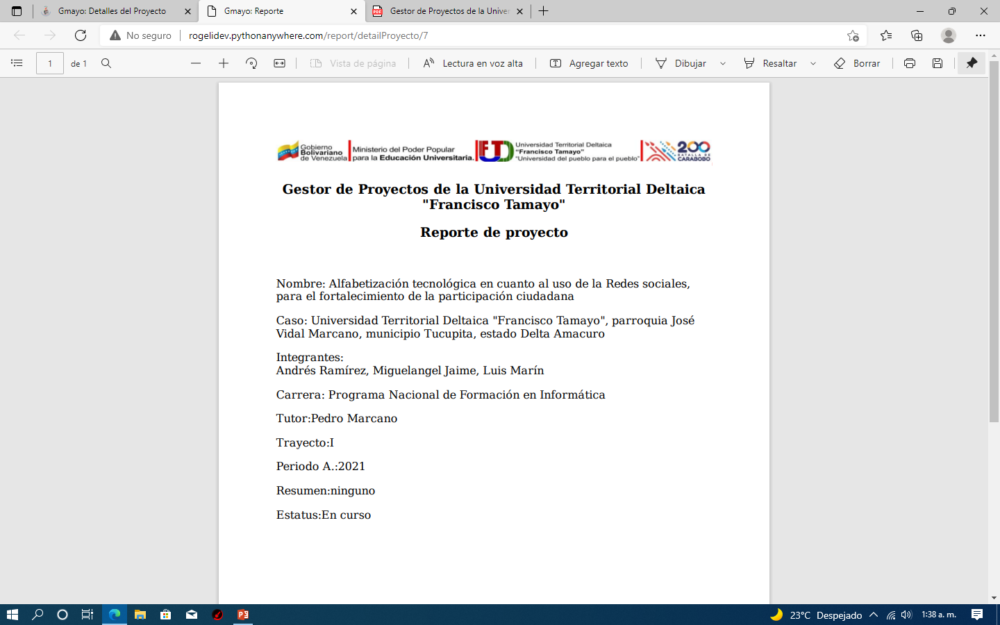 Gmayo: Detalles del Proyecto
Gmayo: Reporte
Gestor de Proyectos de la Univer
No seguro
rogelidev.pythonanywhere.com/report/detailProyecto/7
1
de 1
Vista de página
Lectura en voz alta
Agregar texto
Dibujar
Resaltar
Borrar
Gobierno
Bolivariano
de Venezuela
Ministerio del Poder Popular
para la Educación Universitaria.
UTD
Universidad Territorial Deltaica
"Francisco Tamayo"
"Universidad del pueblo para el pueblo"
200
BATALLA DE
CARABOBO
Gestor de Proyectos de la Universidad Territorial Deltaica
"Francisco Tamayo"
Reporte de proyecto
Nombre: Alfabetización tecnológica en cuanto al uso de la Redes sociales,
para el fortalecimiento de la participación ciudadana
Caso: Universidad Territorial Deltaica "Francisco Tamayo", parroquia José
Vidal Marcano, municipio Tucupita, estado Delta Amacuro
Integrantes:
Andrés Ramírez, Miguelangel Jaime, Luis Marín
Carrera: Programa Nacional de Formación en Informática
Tutor:Pedro Marcano
Trayecto:I
Periodo A.:2021
Resumen:ninguno
Estatus:En curso
23°C Despejado
1:38 a. m.